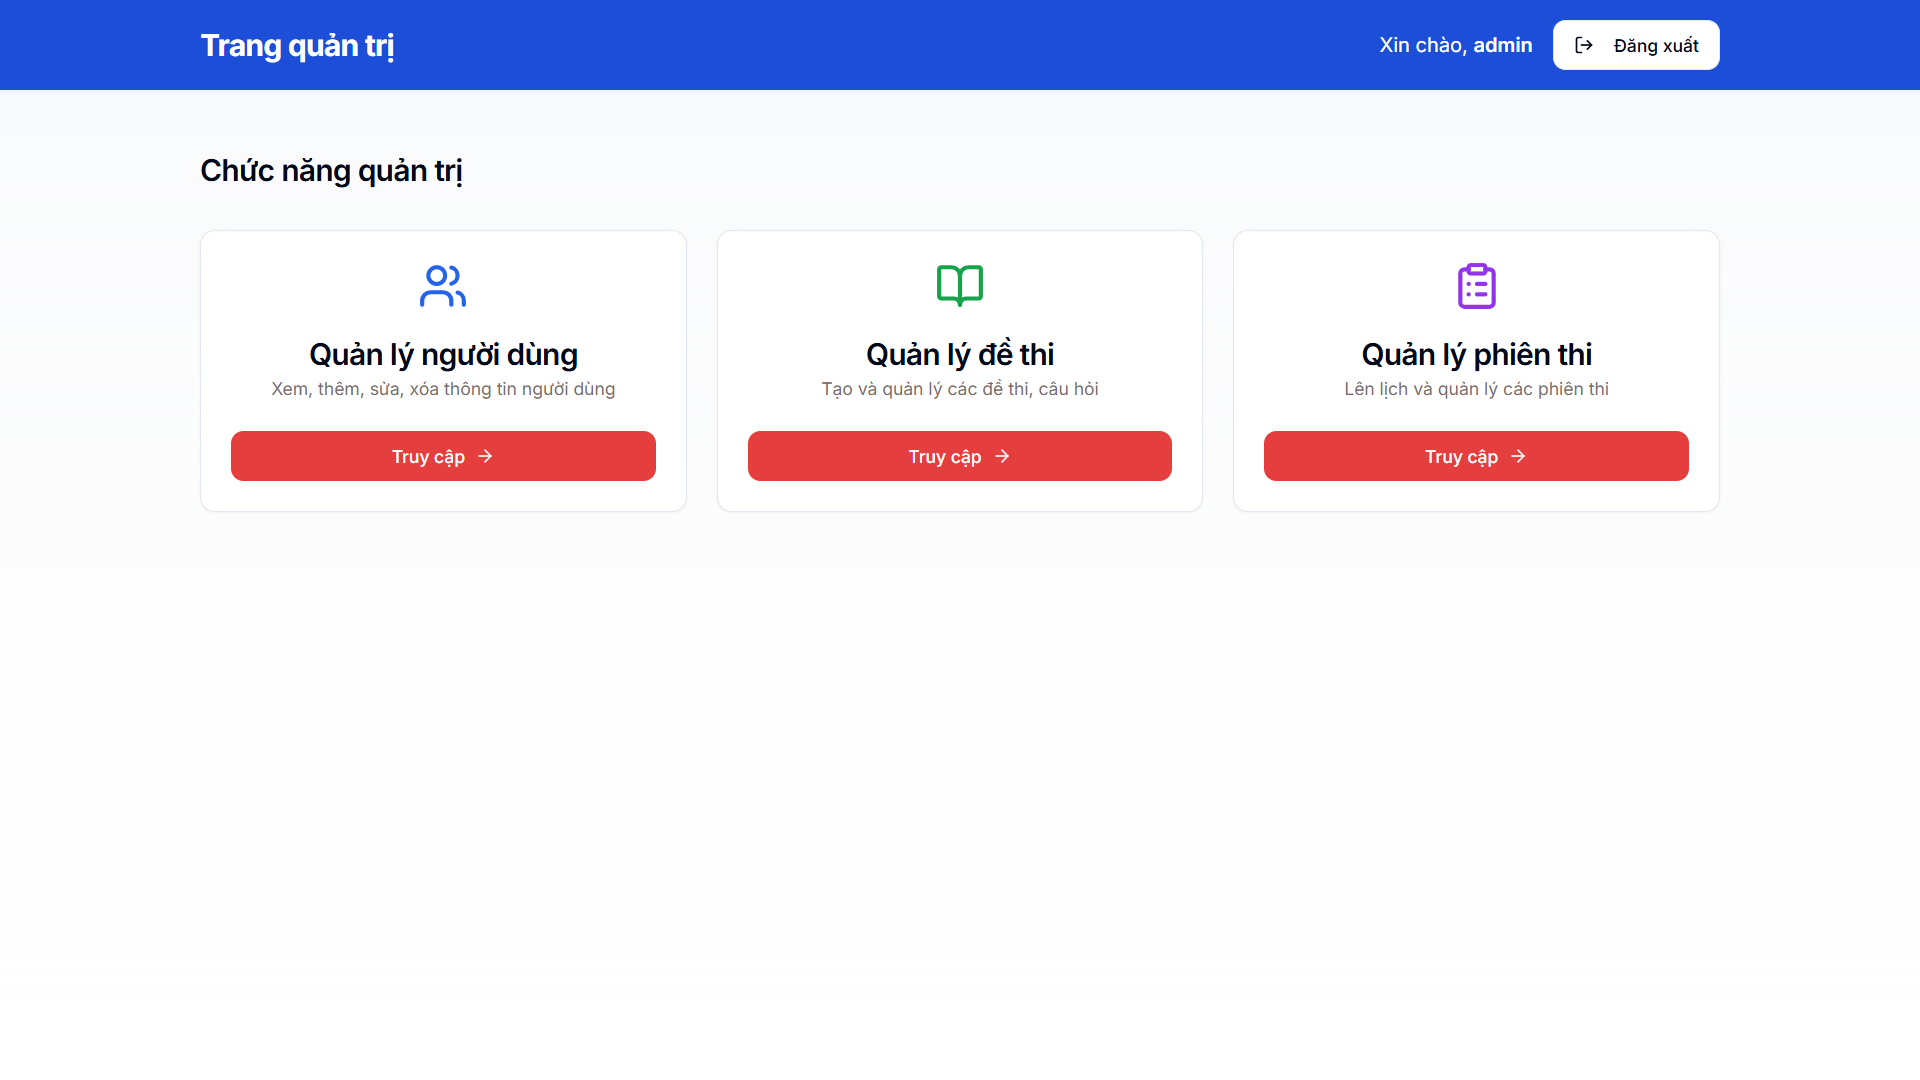 Trang quản trị
Xin chào, admin
Đăng xuất
Chức năng quản trị
Quản lý người dùng
Xem, thêm, sửa, xóa thông tin người dùng
Truy cập
Quản lý đề thi
Tạo và quản lý các đề thi, câu hỏi
Truy cập
Quản lý phiên thi
Lên lịch và quản lý các phiên thi
Truy cập